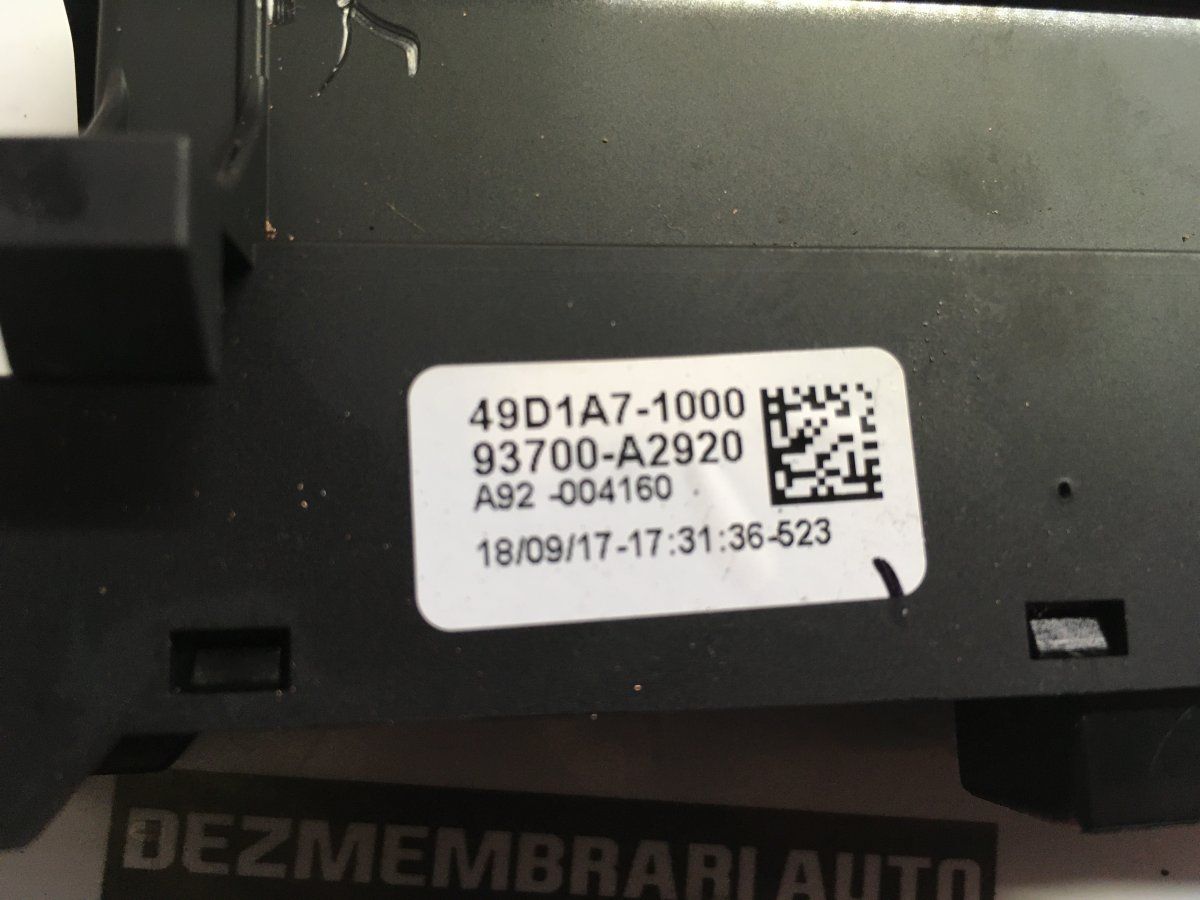 49D1A7-1000
93700-A2920
A92 -004160
18/09/17-17:31:36-523
DEZMEMBRARI AUTO